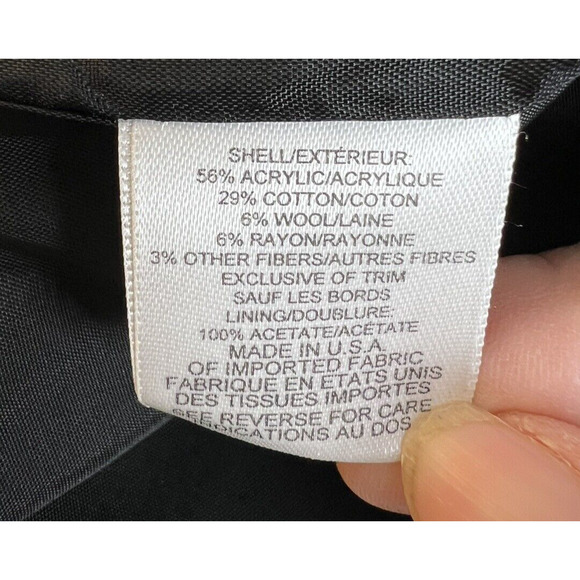 SHELL/EXTÉRIEUR:
56% ACRYLIC/ACRYLIQUE
29% COTTON/COTON
6% WOOL/LAINE
6% RAYON/RAYONNE
3% OTHER FIBERS/AUTRES FIBRES
EXCLUSIVE OF TRIM
SAUF LES BORDS
LINING/DOUBLURE:
100% ACETATE/ACÉTATE
MADE IN U.S.A.
OF IMPORTED FABRIC
FABRIQUE EN ETATS UNIS
DES TISSUES IMPORTES
SEE REVERSE FOR CARE
AU DOS